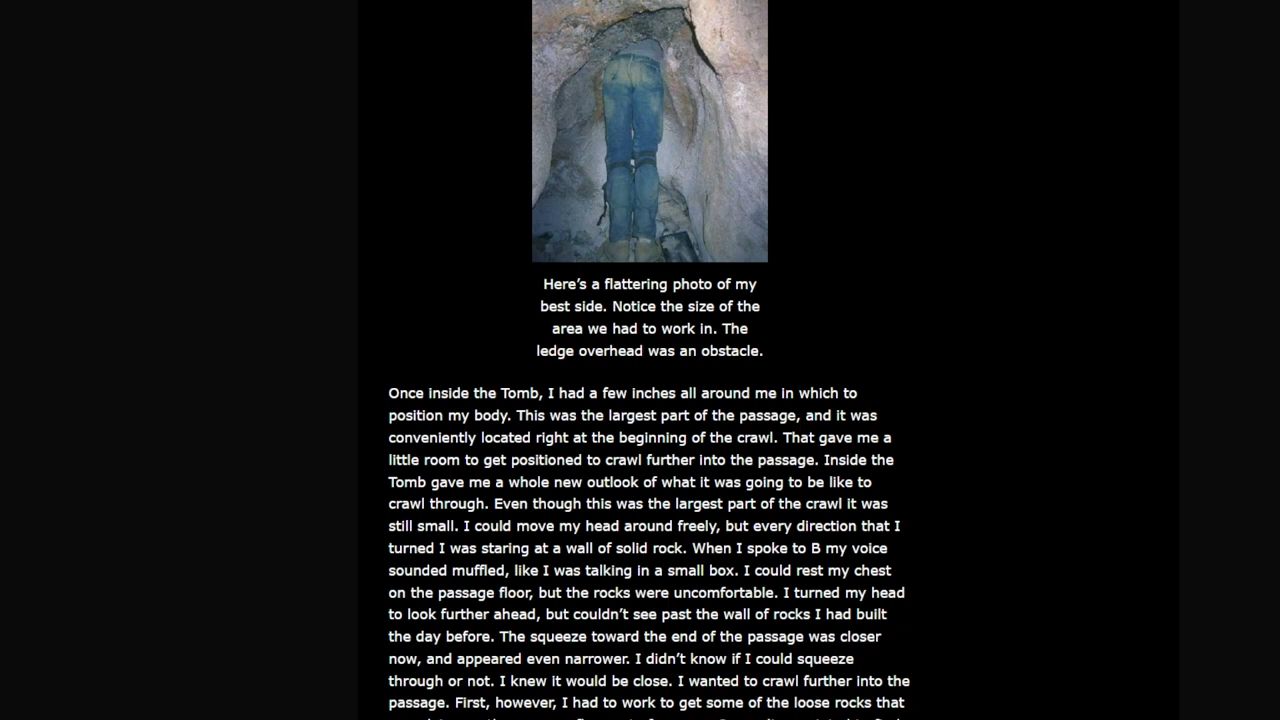 Here’s a flattering photo of my
best side. Notice the size of the
area we had to work in. The
ledge overhead was an obstacle.
Once inside the Tomb, I had a few inches all around me in which to
position my body. This was the largest part of the passage, and it was
conveniently located right at the beginning of the crawl. That gave me a
little room to get positioned to crawl further into the passage. Inside the
Tomb gave me a whole new outlook of what it was going to be like to
crawl through. Even though this was the largest part of the crawl it was
still small. I could move my head around freely, but every direction that I
turned I was staring at a wall of solid rock. When I spoke to B my voice
sounded muffled, like I was talking in a small box. I could rest my chest
on the passage floor, but the rocks were uncomfortable. I turned my head
to look further ahead, but couldn’t see past the wall of rocks I had built
the day before. The squeeze toward the end of the passage was closer
now, and appeared even narrower. I didn’t know if I could squeeze
through or not. I knew it would be close. I wanted to crawl further into the
passage. First, however, I had to work to get some of the loose rocks that